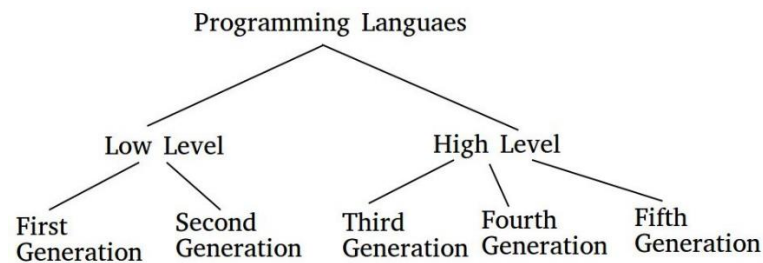 Programming Languaes
Low Level
High Level
First
Generation
Second
Generation
Third
Generation
Fourth
Generation
Fifth
Generation